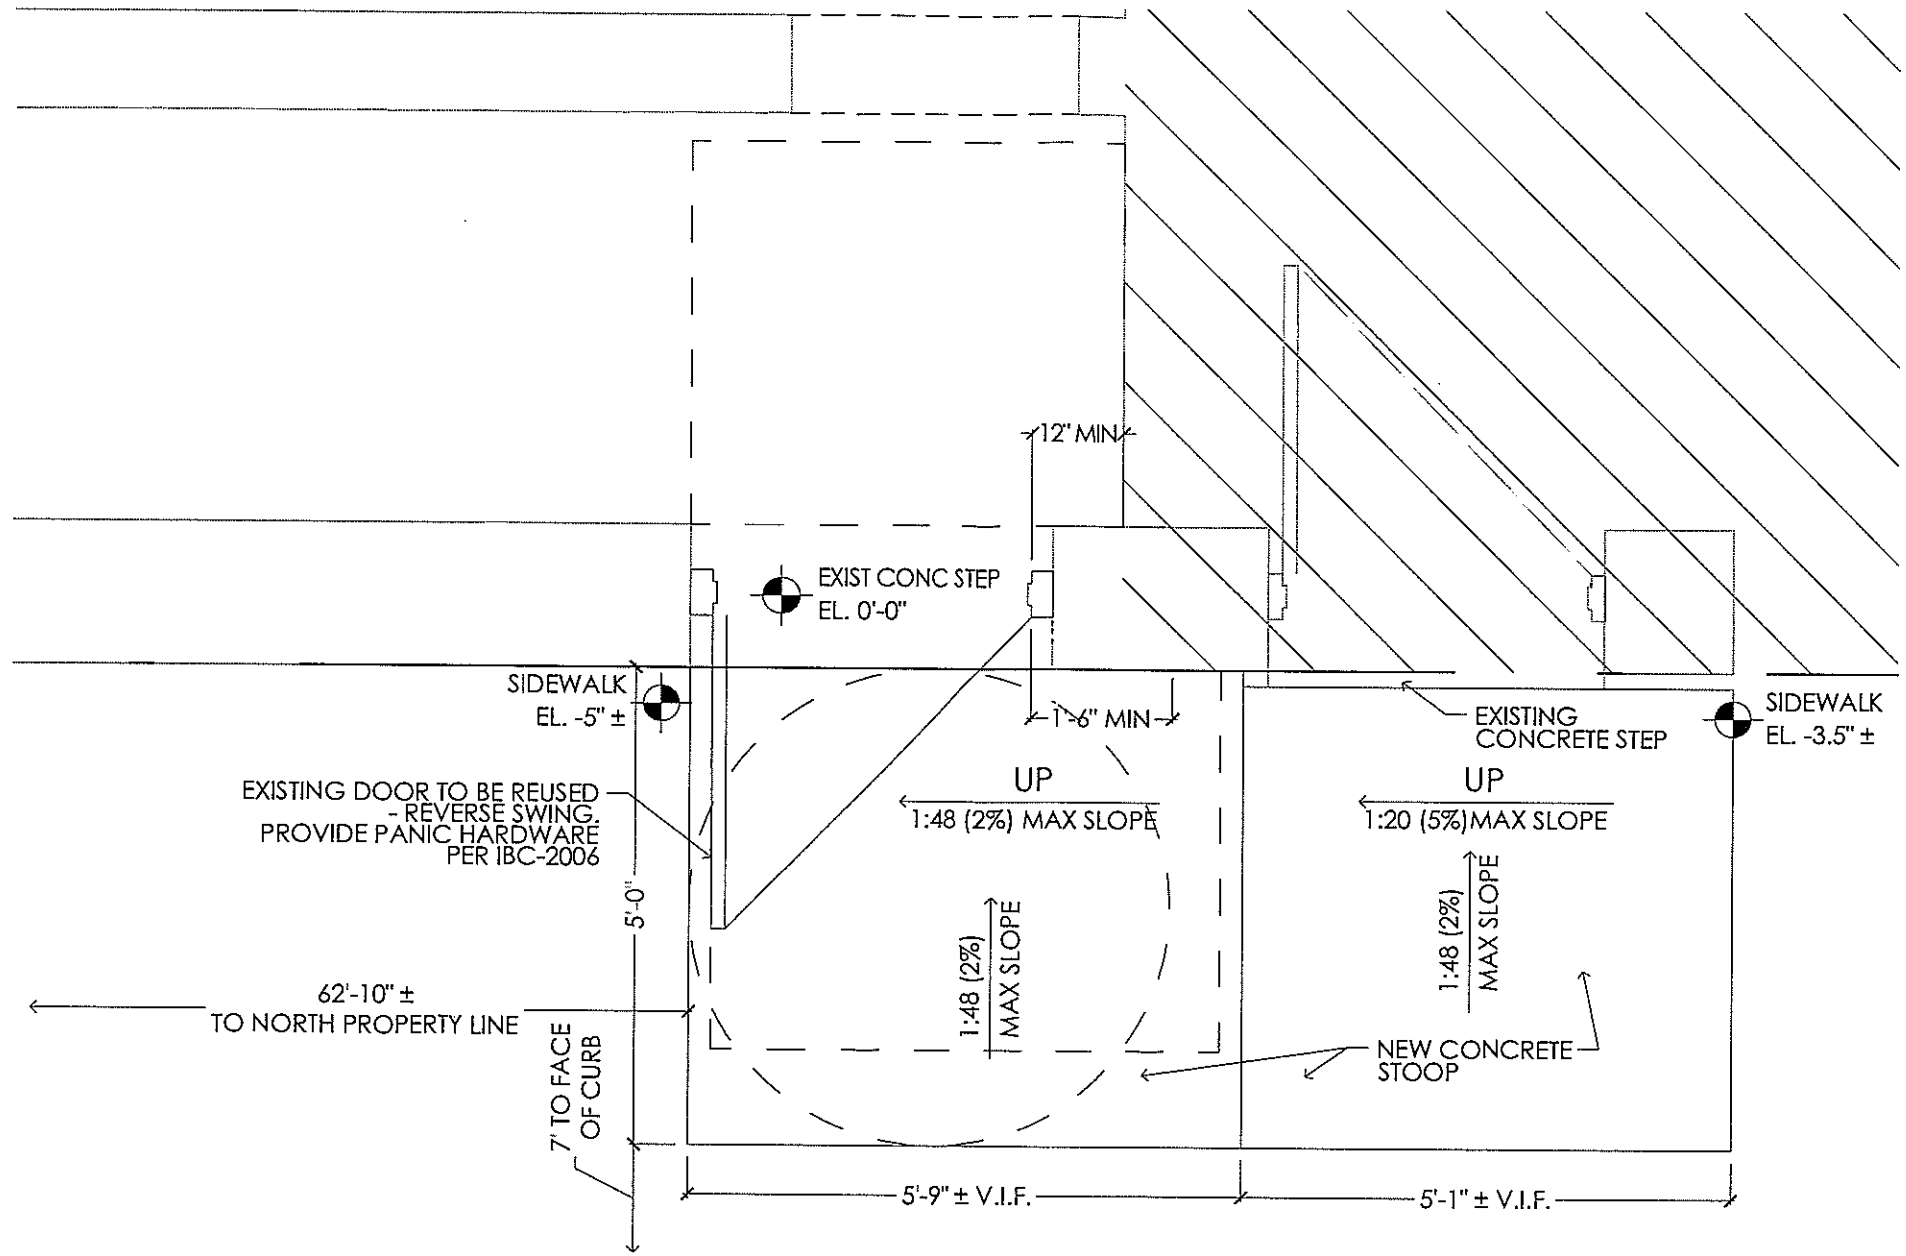 12" MIN
EXIST CONC STEP
EL. 0'-0"
SIDEWALK
EL. -5" ±
1'-6" MIN
EXISTING
CONCRETE STEP
SIDEWALK
EL. -3.5" ±
EXISTING DOOR TO BE REUSED
- REVERSE SWING.
PROVIDE PANIC HARDWARE
PER IBC-2006
UP
1:48 (2%) MAX SLOPE
UP
1:20 (5%) MAX SLOPE
5'-0"
1:48 (2%)
MAX SLOPE
1:48 (2%)
MAX SLOPE
62'-10" ±
TO NORTH PROPERTY LINE
7' TO FACE
OF CURB
NEW CONCRETE
STOOP
5'-9" ± V.I.F.
5'-1" ± V.I.F.